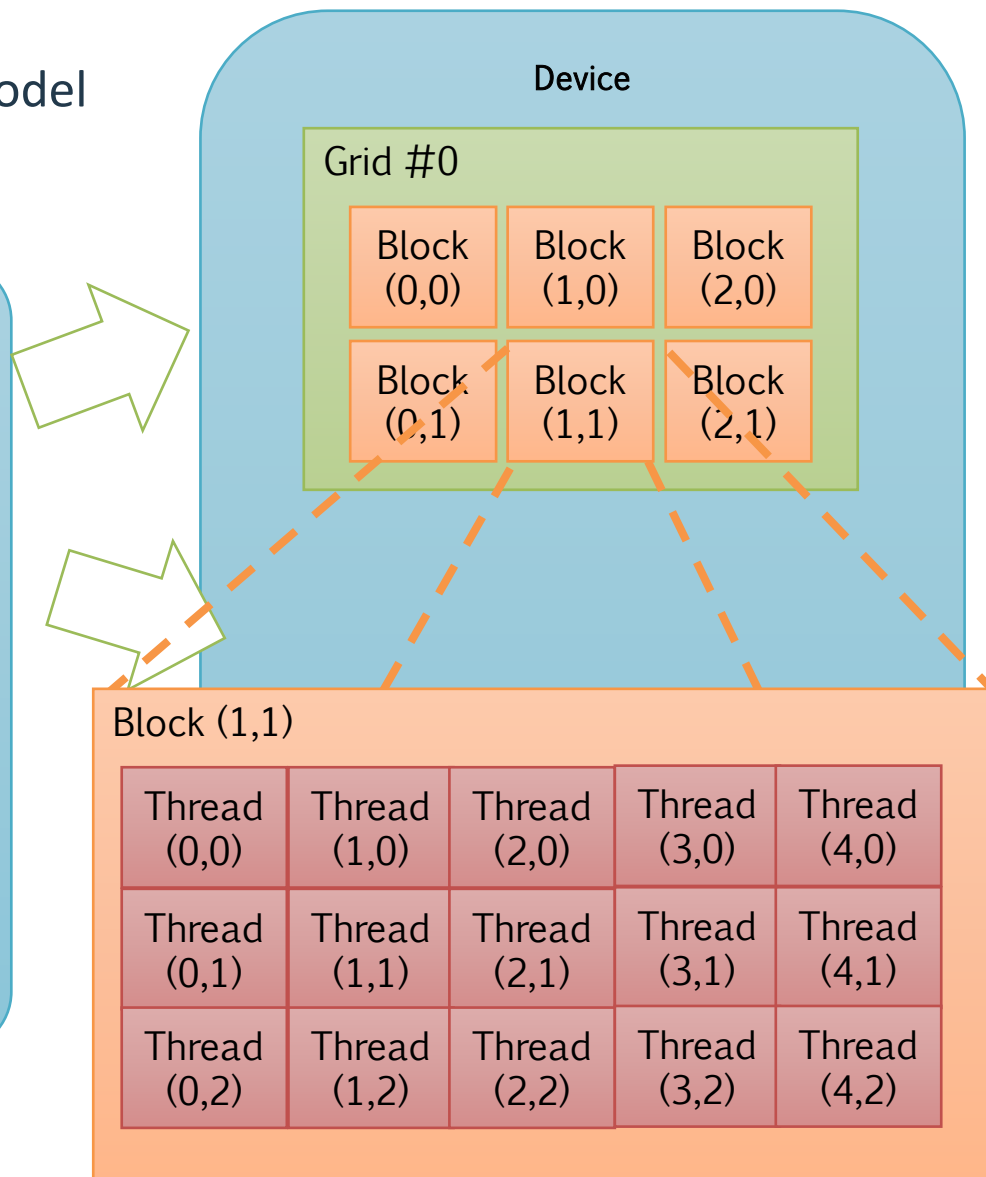 odel
Device
Grid #0
Block
(0,0)
Block
(1,0)
Block
(2,0)
Block
(0,1)
Block
(1,1)
Block
(2,1)
Block (1,1)
Thread
(0,0)
Thread
(1,0)
Thread
(2,0)
Thread
(3,0)
Thread
(4,0)
Thread
(0,1)
Thread
(1,1)
Thread
(2,1)
Thread
(3,1)
Thread
(4,1)
Thread
(0,2)
Thread
(1,2)
Thread
(2,2)
Thread
(3,2)
Thread
(4,2)